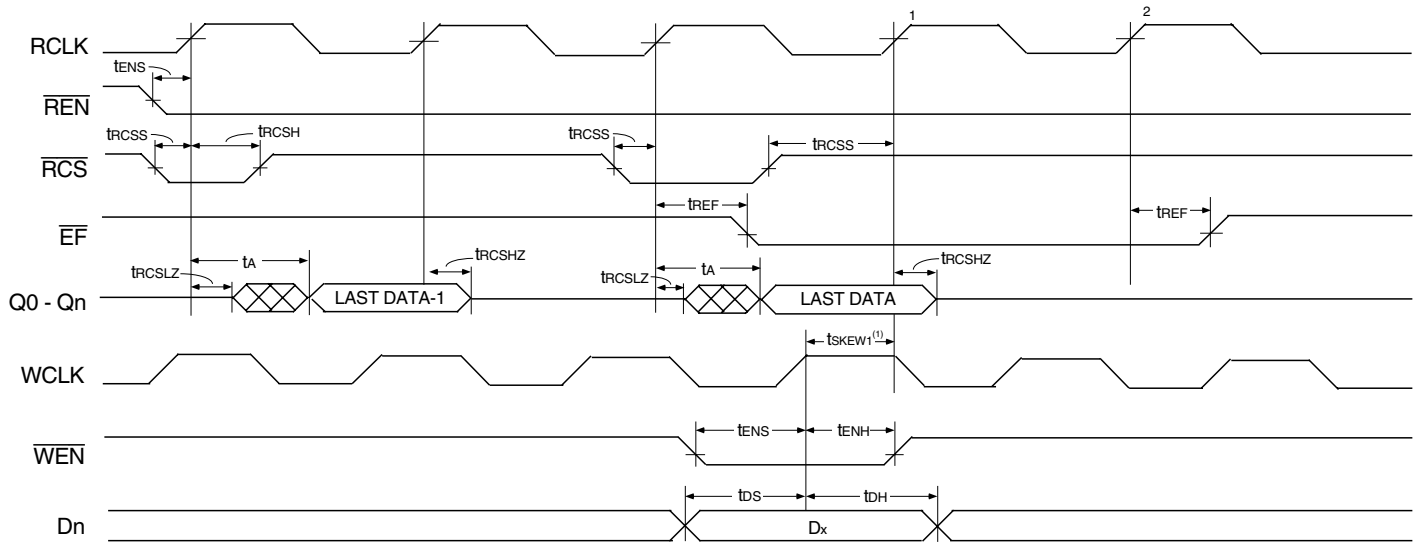 1 2
RCLK
tENS
REN
tRCSS tRCSH tRCSS tRCSS
RCS
tREF tREF
EF
tRCSLZ tA tRCSHZ tRCSLZ tA tRCSHZ
Q0 - Qn LAST DATA-1 LAST DATA
tSKEW1(1)
WCLK
tENS tENH
WEN
tDS tDH
Dn Dx